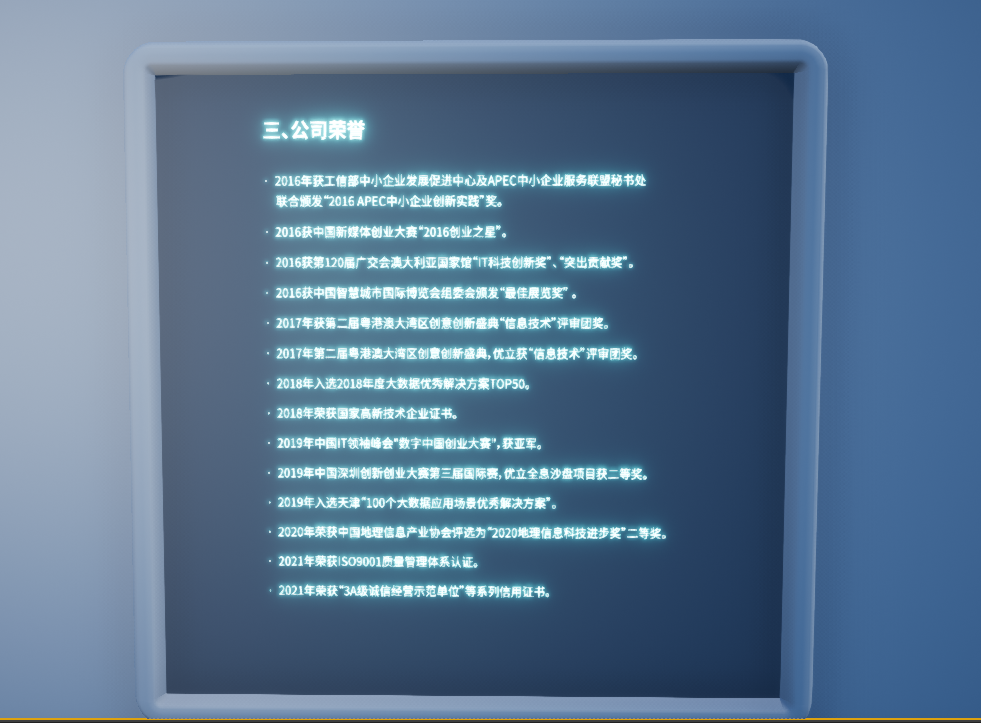 三、公司荣誉
· 2016年获工信部中小企业发展促进中心及APEC中小企业服务联盟秘书处
联合颁发“2016 APEC中小企业创新实践”奖。
· 2016获中国新媒体创业大赛“2016创业之星”。
· 2016获第120届广交会澳大利亚国家馆“IT科技创新奖”、“突出贡献奖”。
· 2016获中国智慧城市国际博览会组委会颁发“最佳展览奖” 。
· 2017年获第二届粤港澳大湾区创意创新盛典“信息技术”评审团奖。
· 2017年第二届粤港澳大湾区创意创新盛典,优立获“信息技术”评审团奖。
· 2018年入选2018年度大数据优秀解决方案TOP50。
· 2018年荣获国家高新技术企业证书。
· 2019年中国IT领袖峰会“数字中国创业大赛”,获亚军。
· 2019年中国深圳创新创业大赛第三届国际赛,优立全息沙盘项目获二等奖。
· 2019年入选天津“100个大数据应用场景优秀解决方案”。
· 2020年荣获中国地理信息产业协会评选为“2020地理信息科技进步奖”二等奖。
· 2021年荣获ISO9001质量管理体系认证。
· 2021年荣获“3A级诚信经营示范单位”等系列信用证书。